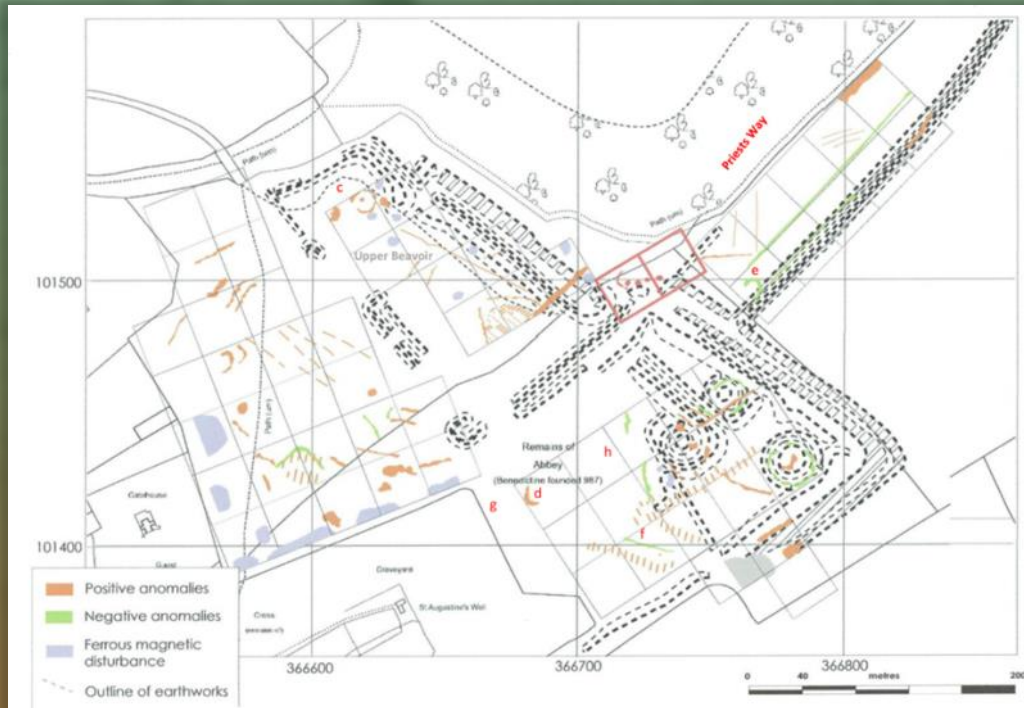 Path (um)
Priests Way
c
Path (um)
Upper Beavoir
e
101500
Path (um)
Remains of
Abbey
(Benedictine founded 987)
h
d
g
f
Gatehouse
101400
Graveyard
St Augustine's Well
Cross
Positive anomalies
Negative anomalies
Ferrous magnetic
disturbance
Outline of earthworks
366600
366700
366800
0 40 metres 200